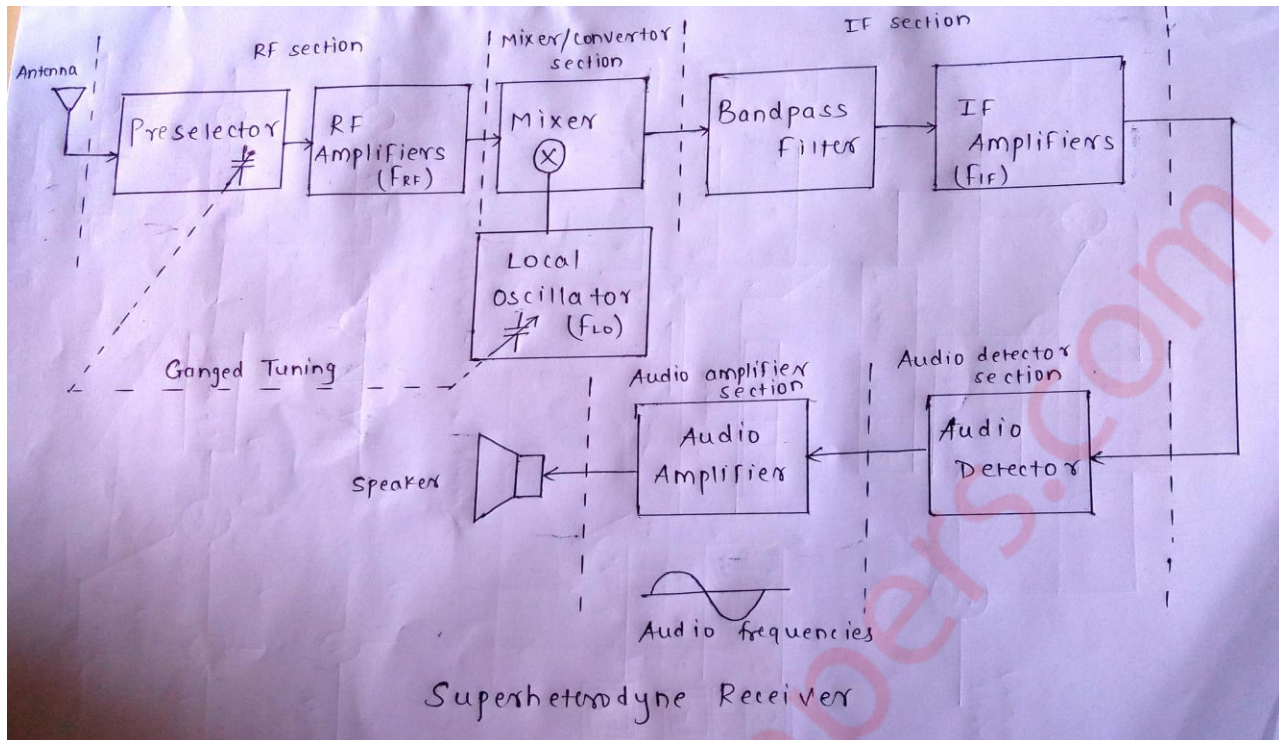 Antenna
RF section
Mixer/convertor
section
IF section
Preselector
RF
Amplifiers
(fRF)
Mixer
X
Bandpass
Filter
IF
Amplifiers
(fIF)
Local
oscillator
(fLO)
Ganged Tuning
Audio amplifier
section
Audio detector
section
Speaker
Audio
Amplifier
Audio
Detector
Audio frequencies
Superheterodyne Receiver